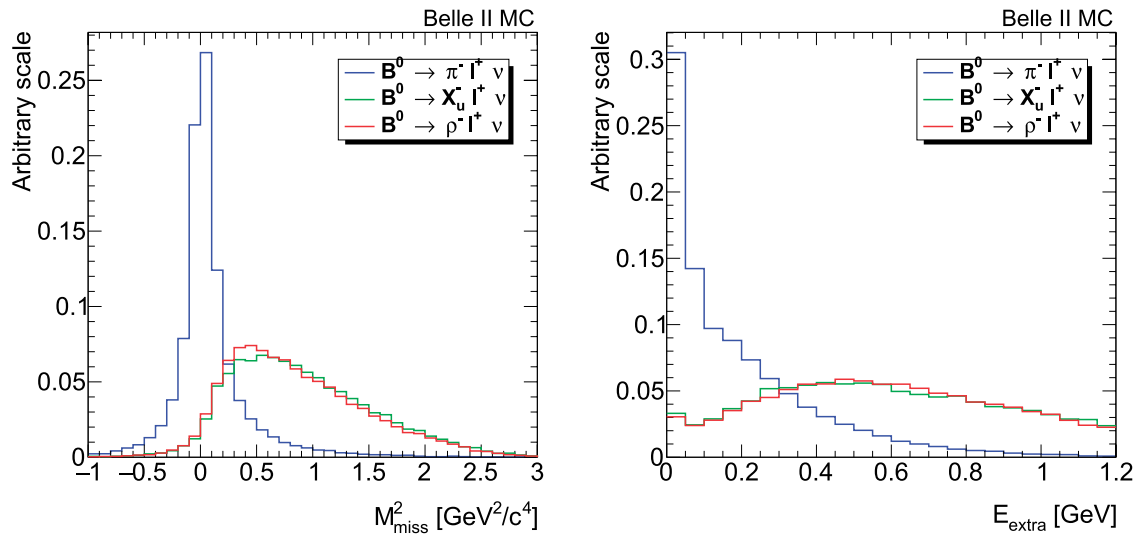 Belle II MC
Arbitrary scale
B⁰ → π⁻ l⁺ ν
B⁰ → X⁻ᵤ l⁺ ν
B⁰ → ρ⁻ l⁺ ν
0.25
0.2
0.15
0.1
0.05
0
−1 −0.5 0 0.5 1 1.5 2 2.5 3
M²miss [GeV²/c⁴]
Belle II MC
Arbitrary scale
B⁰ → π⁻ l⁺ ν
B⁰ → X⁻ᵤ l⁺ ν
B⁰ → ρ⁻ l⁺ ν
0.3
0.25
0.2
0.15
0.1
0.05
0
0 0.2 0.4 0.6 0.8 1 1.2
Eextra [GeV]